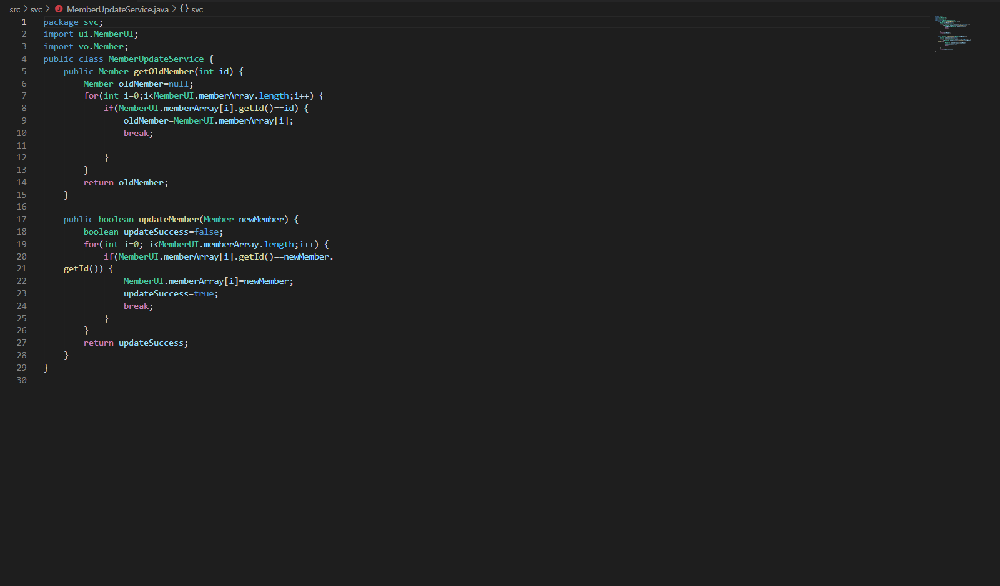 src > svc > J MemberUpdateService.java > {} svc
1 package svc;
2 import ui.MemberUI;
3 import vo.Member;
4 public class MemberUpdateService {
5     public Member getOldMember(int id) {
6         Member oldMember=null;
7         for(int i=0;i<MemberUI.memberArray.length;i++) {
8             if(MemberUI.memberArray[i].getId()==id) {
9                 oldMember=MemberUI.memberArray[i];
10                 break;
11
12             }
13         }
14         return oldMember;
15     }
16
17     public boolean updateMember(Member newMember) {
18         boolean updateSuccess=false;
19         for(int i=0; i<MemberUI.memberArray.length;i++) {
20             if(MemberUI.memberArray[i].getId()==newMember.
21     getId()) {
22                 MemberUI.memberArray[i]=newMember;
23                 updateSuccess=true;
24                 break;
25             }
26         }
27         return updateSuccess;
28     }
29 }
30